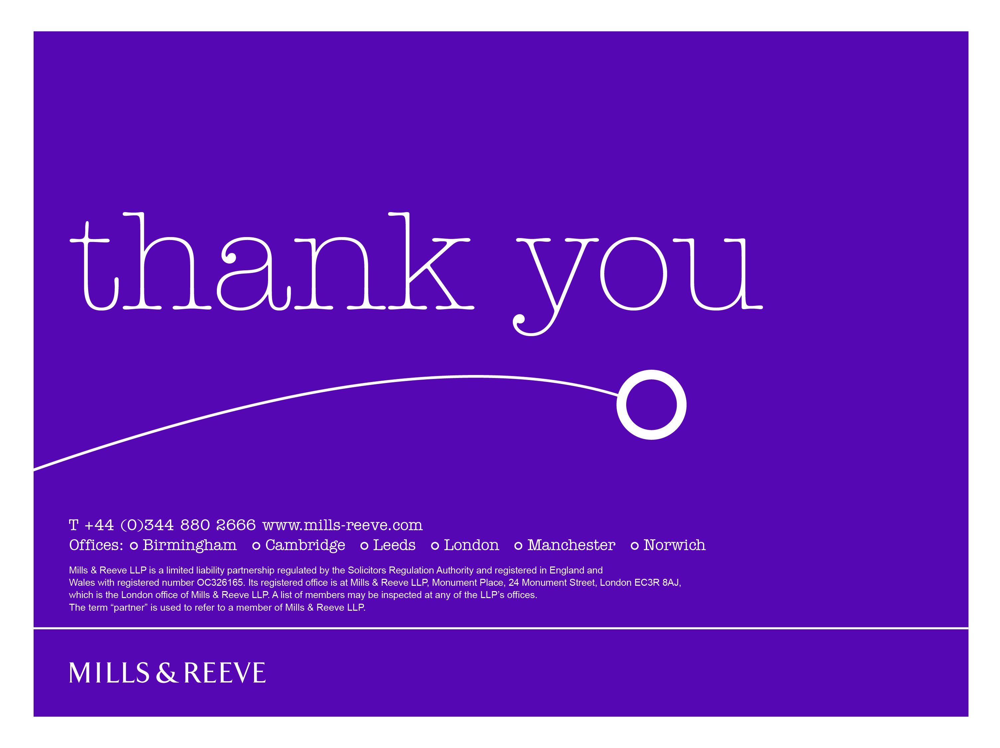 thank you
T +44 (0)344 880 2666 www.mills-reeve.com
Offices: Birmingham Cambridge Leeds London Manchester Norwich
Mills & Reeve LLP is a limited liability partnership regulated by the Solicitors Regulation Authority and registered in England and
Wales with registered number OC326165. Its registered office is at Mills & Reeve LLP, Monument Place, 24 Monument Street, London EC3R 8AJ,
which is the London office of Mills & Reeve LLP. A list of members may be inspected at any of the LLP’s offices.
The term “partner” is used to refer to a member of Mills & Reeve LLP.
MILLS & REEVE